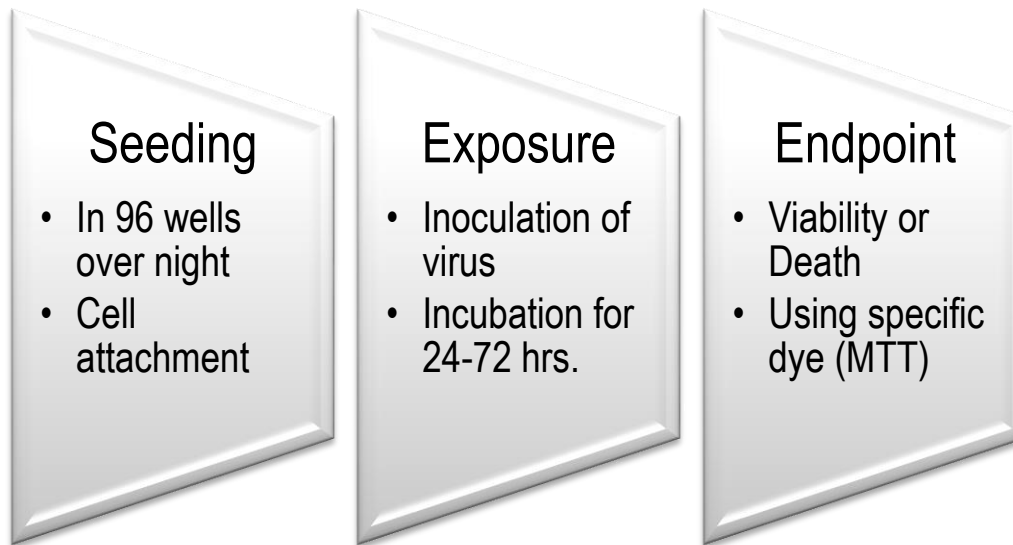 Seeding
• In 96 wells
over night
• Cell
attachment
Exposure
• Inoculation of
virus
• Incubation for
24-72 hrs.
Endpoint
• Viability or
Death
• Using specific
dye (MTT)